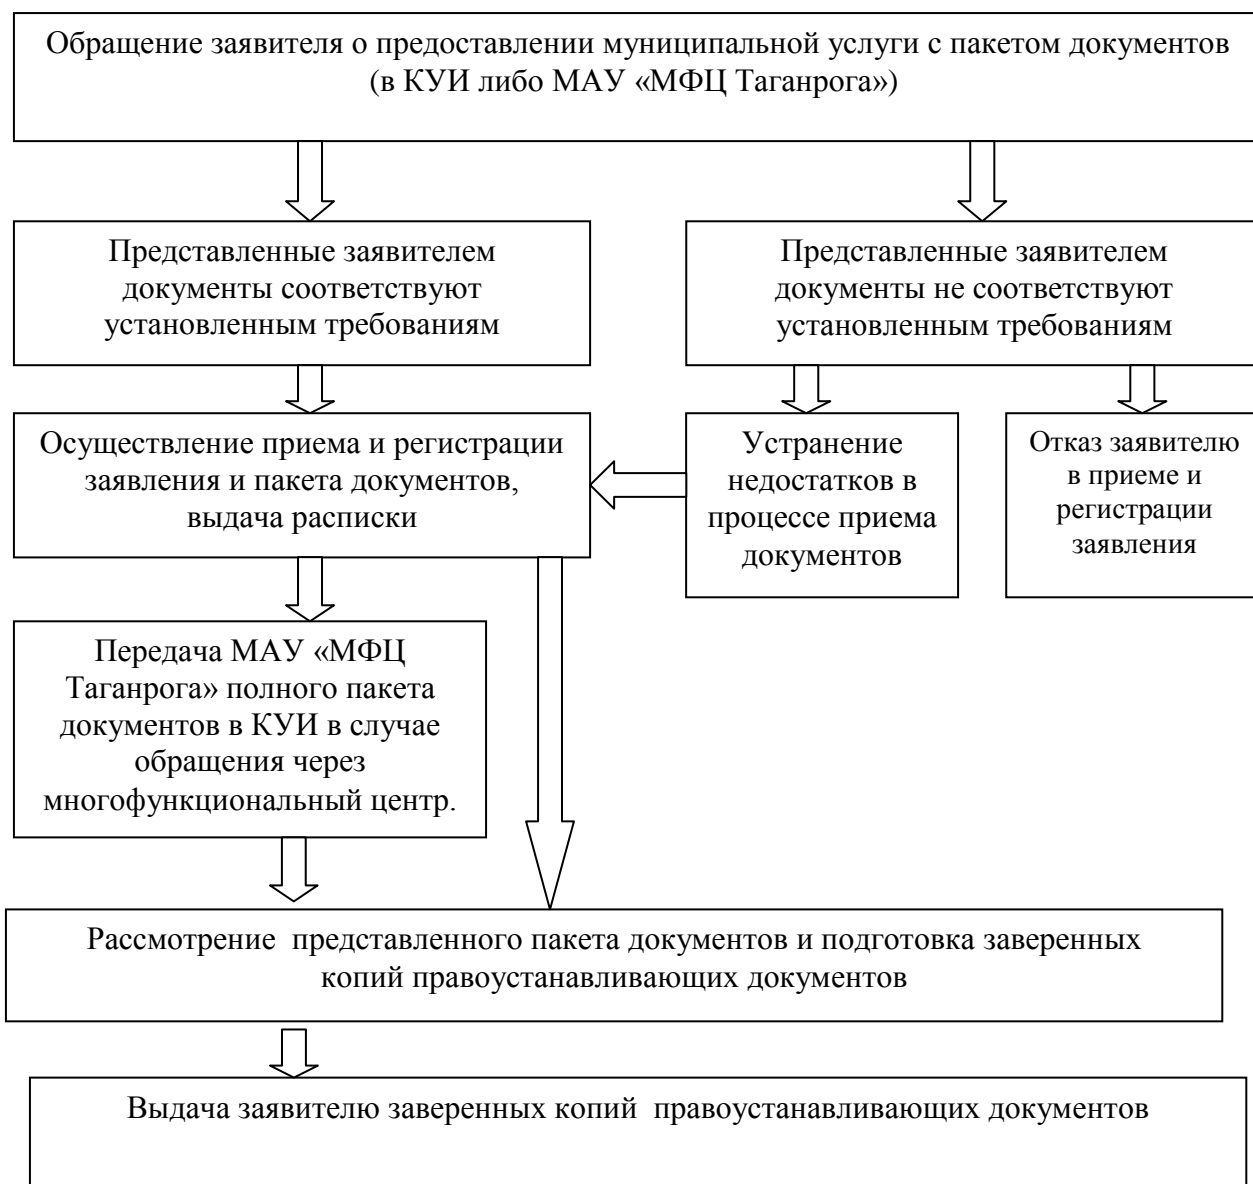 Обращение заявителя о предоставлении муниципальной услуги с пакетом документов
(в КУИ либо МАУ «МФЦ Таганрога»)
Представленные заявителем
документы соответствуют
установленным требованиям
Представленные заявителем
документы не соответствуют
установленным требованиям
Осуществление приема и регистрации
заявления и пакета документов,
выдача расписки
Устранение
недостатков в
процессе приема
документов
Отказ заявителю
в приеме и
регистрации
заявления
Передача МАУ «МФЦ
Таганрога» полного пакета
документов в КУИ в случае
обращения через
многофункциональный центр.
Рассмотрение представленного пакета документов и подготовка заверенных
копий правоустанавливающих документов
Выдача заявителю заверенных копий правоустанавливающих документов